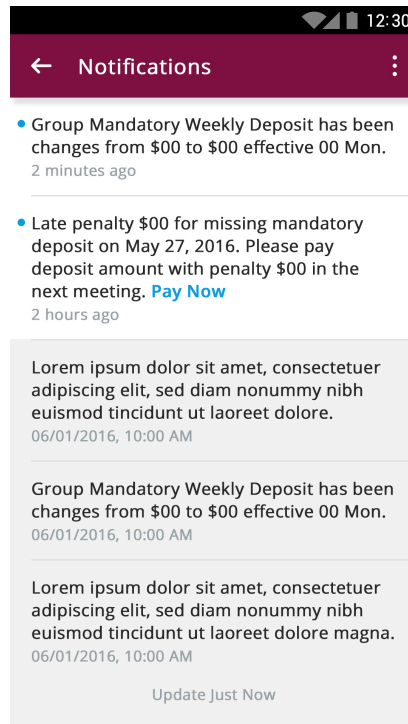 12:30
Notifications
Group Mandatory Weekly Deposit has been
changes from $00 to $00 effective 00 Mon.
2 minutes ago
Late penalty $00 for missing mandatory
deposit on May 27, 2016. Please pay
deposit amount with penalty $00 in the
next meeting. Pay Now
2 hours ago
Lorem ipsum dolor sit amet, consectetuer
adipiscing elit, sed diam nonummy nibh
euismod tincidunt ut laoreet dolore.
06/01/2016, 10:00 AM
Group Mandatory Weekly Deposit has been
changes from $00 to $00 effective 00 Mon.
06/01/2016, 10:00 AM
Lorem ipsum dolor sit amet, consectetuer
adipiscing elit, sed diam nonummy nibh
euismod tincidunt ut laoreet dolore magna.
06/01/2016, 10:00 AM
Update Just Now